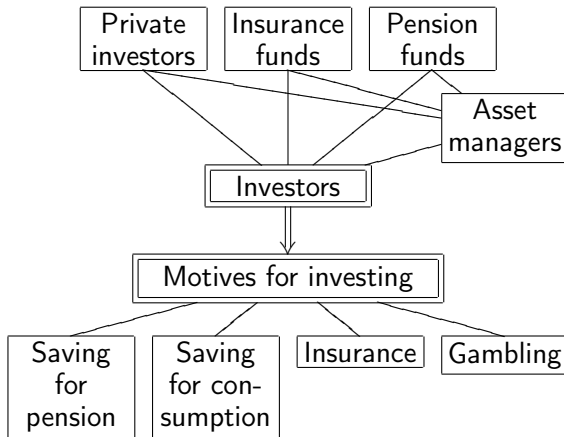 Private
investors
Insurance
funds
Pension
funds
Asset
managers
Investors
Motives for investing
Saving
for
pension
Saving
for con-
sumption
Insurance
Gambling